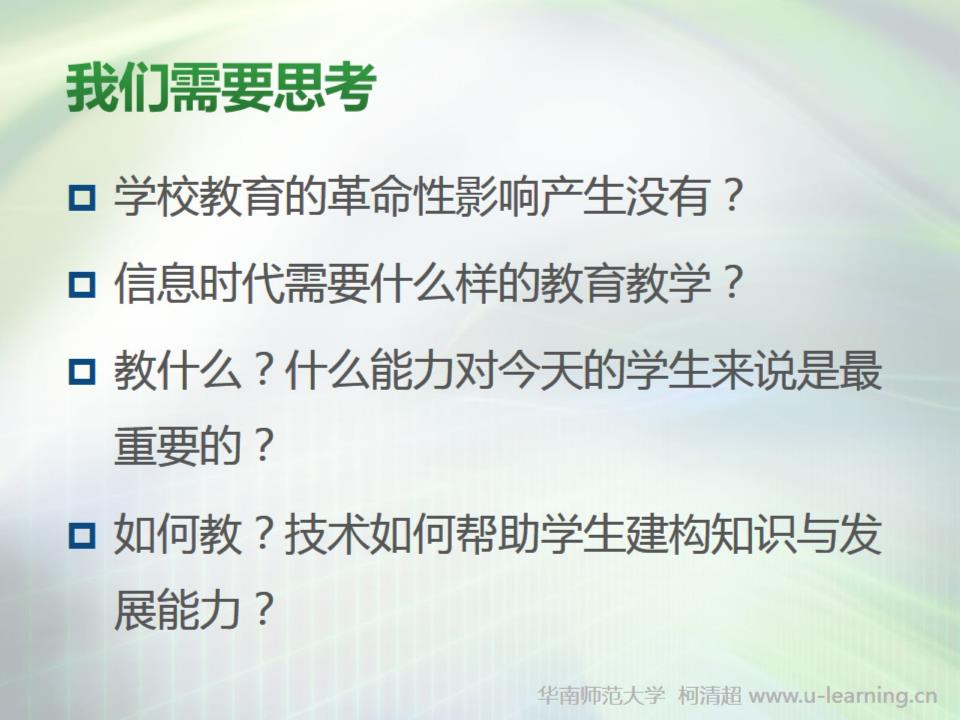 我们需要思考
学校教育的革命性影响产生没有？
信息时代需要什么样的教育教学？
教什么？什么能力对今天的学生来说是最
重要的？
如何教？技术如何帮助学生建构知识与发
展能力？
华南师范大学 柯清超 www.u-learning.cn